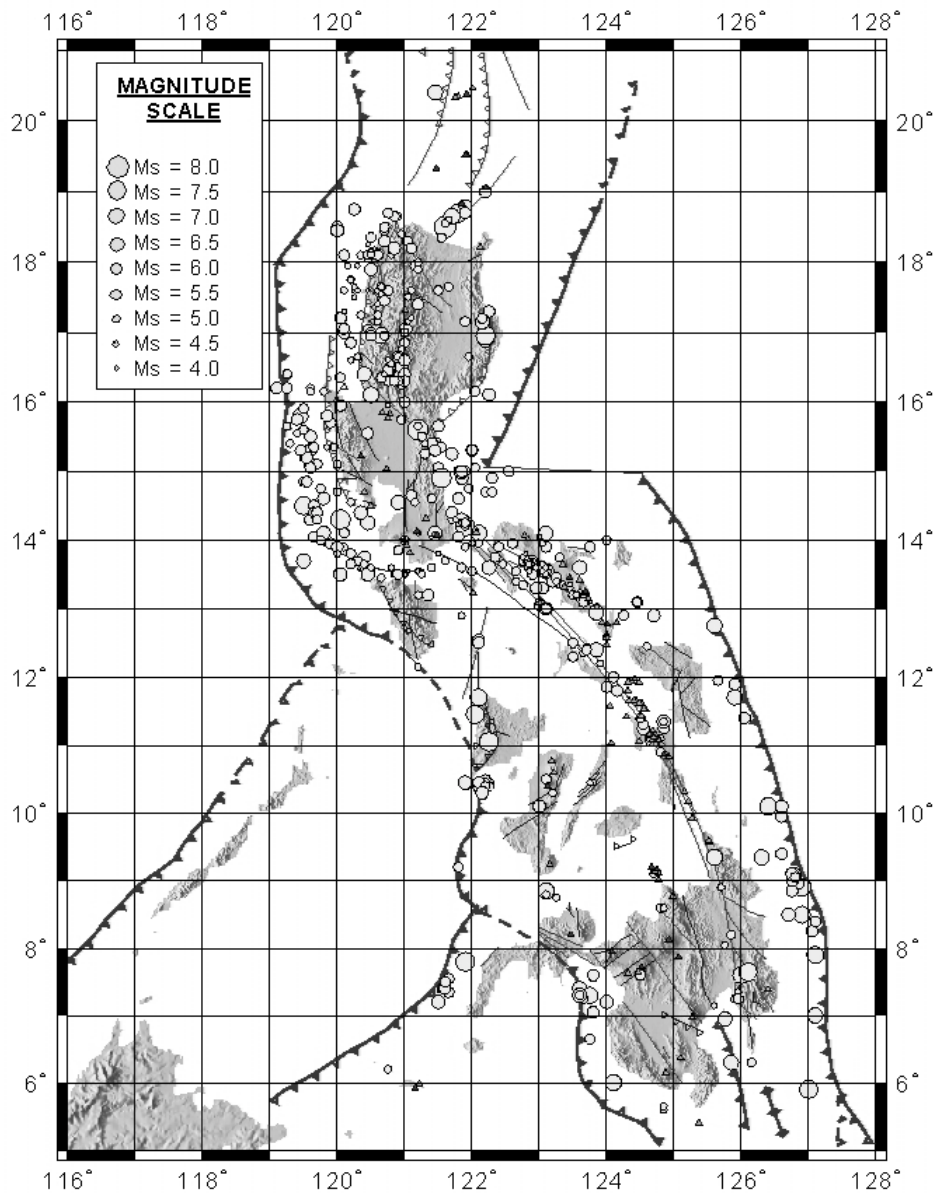 116° 118° 120° 122° 124° 126° 128°
MAGNITUDE
SCALE
Ms = 8.0
Ms = 7.5
Ms = 7.0
Ms = 6.5
Ms = 6.0
Ms = 5.5
Ms = 5.0
Ms = 4.5
Ms = 4.0
20° 20°
18° 18°
16° 16°
14° 14°
12° 12°
10° 10°
8° 8°
6° 6°
116° 118° 120° 122° 124° 126° 128°